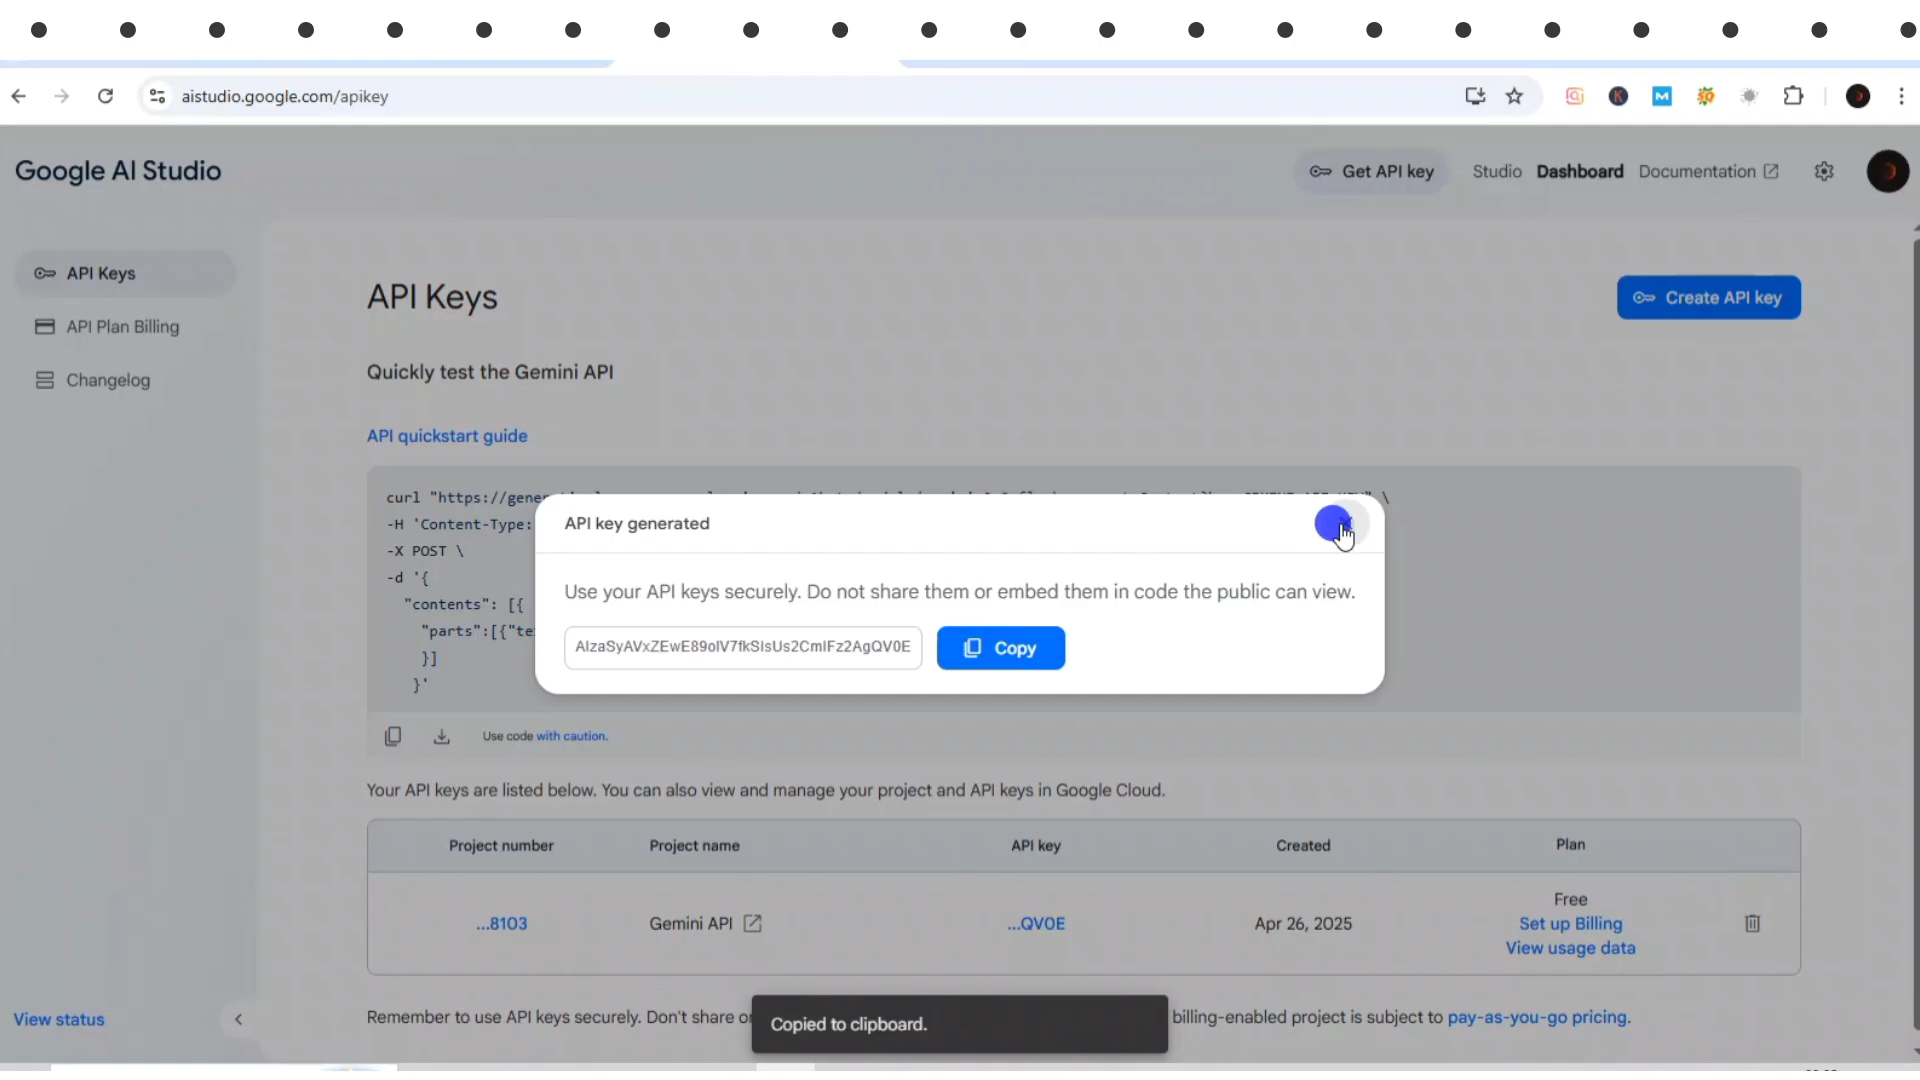 aistudio.google.com/apikey
Google AI Studio
Get API key
Studio
Dashboard
Documentation
API Keys
API Plan Billing
Changelog
API Keys
Create API key
Quickly test the Gemini API
API quickstart guide
curl "https://gene \
-H 'Content-Type:
-X POST \
-d '{
"contents": [{
"parts":[{"te
}]
}'
API key generated
Use your API keys securely. Do not share them or embed them in code the public can view.
Copy
Use code with caution.
Your API keys are listed below. You can also view and manage your project and API keys in Google Cloud.
Project number Project name API key Created Plan
...8103 Gemini API ...QV0E Apr 26, 2025 Free
Set up Billing
View usage data
View status
Remember to use API keys securely. Don't share billing-enabled project is subject to pay-as-you-go pricing.
Copied to clipboard.